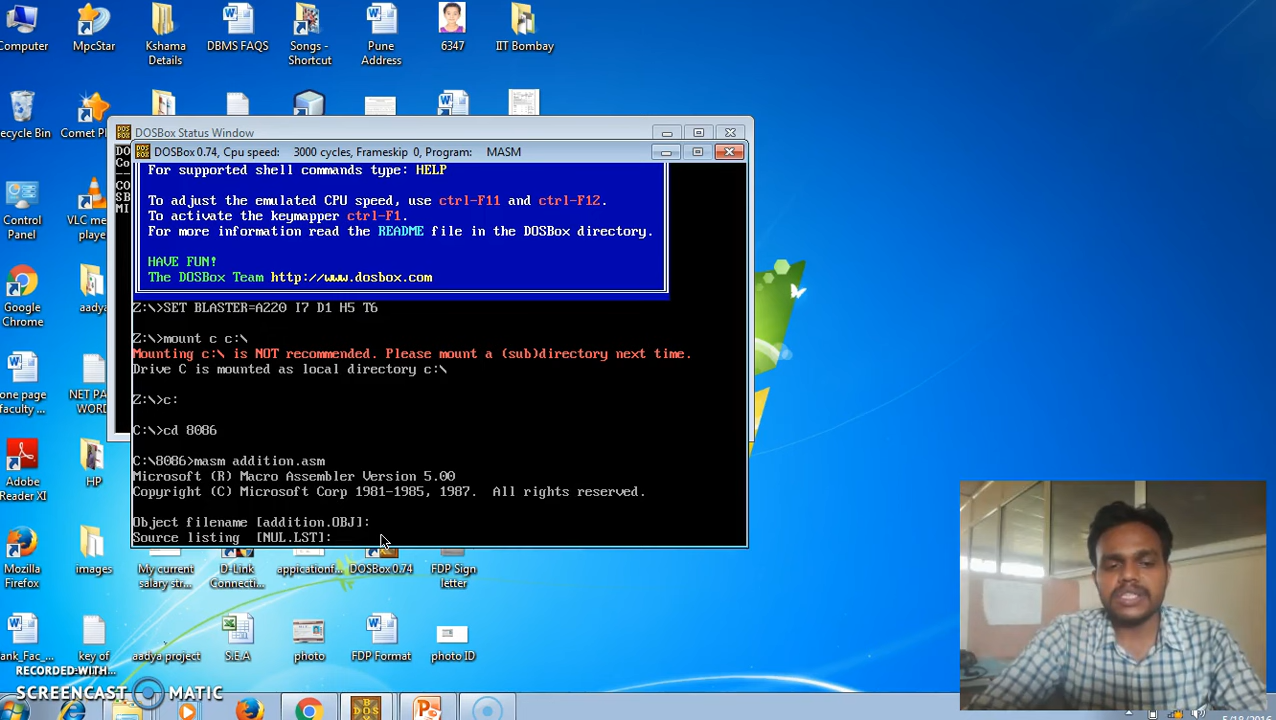 Computer
MpcStar
Kshama
Details
DBMS FAQS
Songs -
Shortcut
Pune
Address
6347
IIT Bombay
ecycle Bin
Comet Pl
DOSBox Status Window
DOSBox 0.74, Cpu speed: 3000 cycles, Frameskip 0, Program: MASM
For supported shell commands type: HELP
To adjust the emulated CPU speed, use ctrl-F11 and ctrl-F12.
To activate the keymapper ctrl-F1.
For more information read the README file in the DOSBox directory.
HAVE FUN!
The DOSBox Team http://www.dosbox.com
Z:\>SET BLASTER=A220 I7 D1 H5 T6
Z:\>mount c c:\
Mounting c:\ is NOT recommended. Please mount a (sub)directory next time.
Drive C is mounted as local directory c:\
Z:\>c:
C:\>cd 8086
C:\8086>masm addition.asm
Microsoft (R) Macro Assembler Version 5.00
Copyright (C) Microsoft Corp 1981-1985, 1987. All rights reserved.
Object filename [addition.OBJ]:
Source listing [NUL.LST]:
Control
Panel
VLC me
playe
aadya
Google
Chrome
one page
faculty ...
NET PA
WORD
Adobe
Reader XI
HP
Mozilla
Firefox
images
My current
salary str...
D-Link
Connecti...
appicationf...
DOSBox 0.74
FDP Sign
letter
ank_Fac_...
key of
aadya project
S.E.A
photo
FDP Format
photo ID
RECORDED WITH
SCREENCAST MATIC
5/18/2016